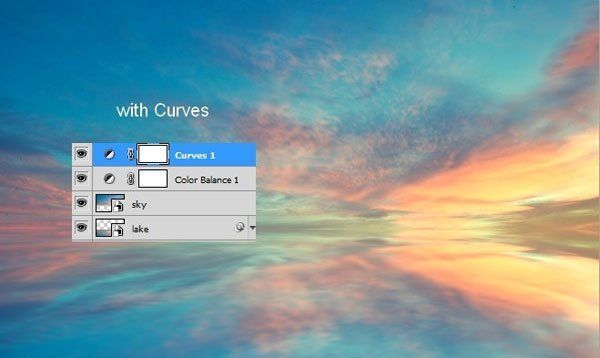 with Curves
Curves 1
Color Balance 1
sky
lake